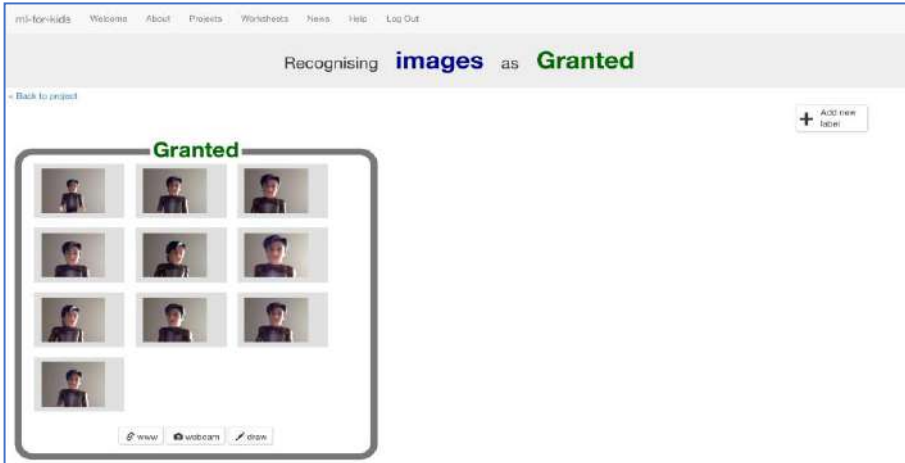 ml-for-kids Welcome About Projects Worksheets News Help Log Out
Recognising images as Granted
« Back to project
Add new
label
Granted
www webcam draw